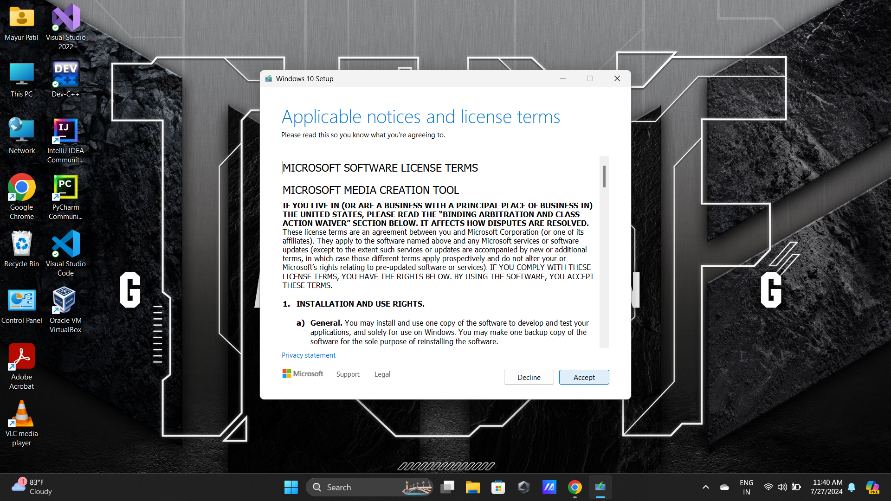 Mayur Patil
Visual Studio
2022
This PC
Dev-C++
Network
IntelliJ IDEA
Communit...
Google
Chrome
PyCharm
Communi...
Recycle Bin
Visual Studio
Code
Control Panel
Oracle VM
VirtualBox
Adobe
Acrobat
VLC media
player
G
G
Windows 10 Setup
Applicable notices and license terms
Please read this so you know what you're agreeing to.
MICROSOFT SOFTWARE LICENSE TERMS
MICROSOFT MEDIA CREATION TOOL
IF YOU LIVE IN (OR ARE A BUSINESS WITH A PRINCIPAL PLACE OF BUSINESS IN)
THE UNITED STATES, PLEASE READ THE "BINDING ARBITRATION AND CLASS
ACTION WAIVER" SECTION BELOW. IT AFFECTS HOW DISPUTES ARE RESOLVED.
These license terms are an agreement between you and Microsoft Corporation (or one of its
affiliates). They apply to the software named above and any Microsoft services or software
updates (except to the extent such services or updates are accompanied by new or additional
terms, in which case those different terms apply prospectively and do not alter your or
Microsoft's rights relating to pre-updated software or services). IF YOU COMPLY WITH THESE
LICENSE TERMS, YOU HAVE THE RIGHTS BELOW. BY USING THE SOFTWARE, YOU ACCEPT
THESE TERMS.
1. INSTALLATION AND USE RIGHTS.
a) General. You may install and use one copy of the software to develop and test your
applications, and solely for use on Windows. You may make one backup copy of the
software for the sole purpose of reinstalling the software.
Privacy statement
Microsoft Support Legal
Decline Accept
83°F
Cloudy
Search
ENG
IN
11:40 AM
7/27/2024